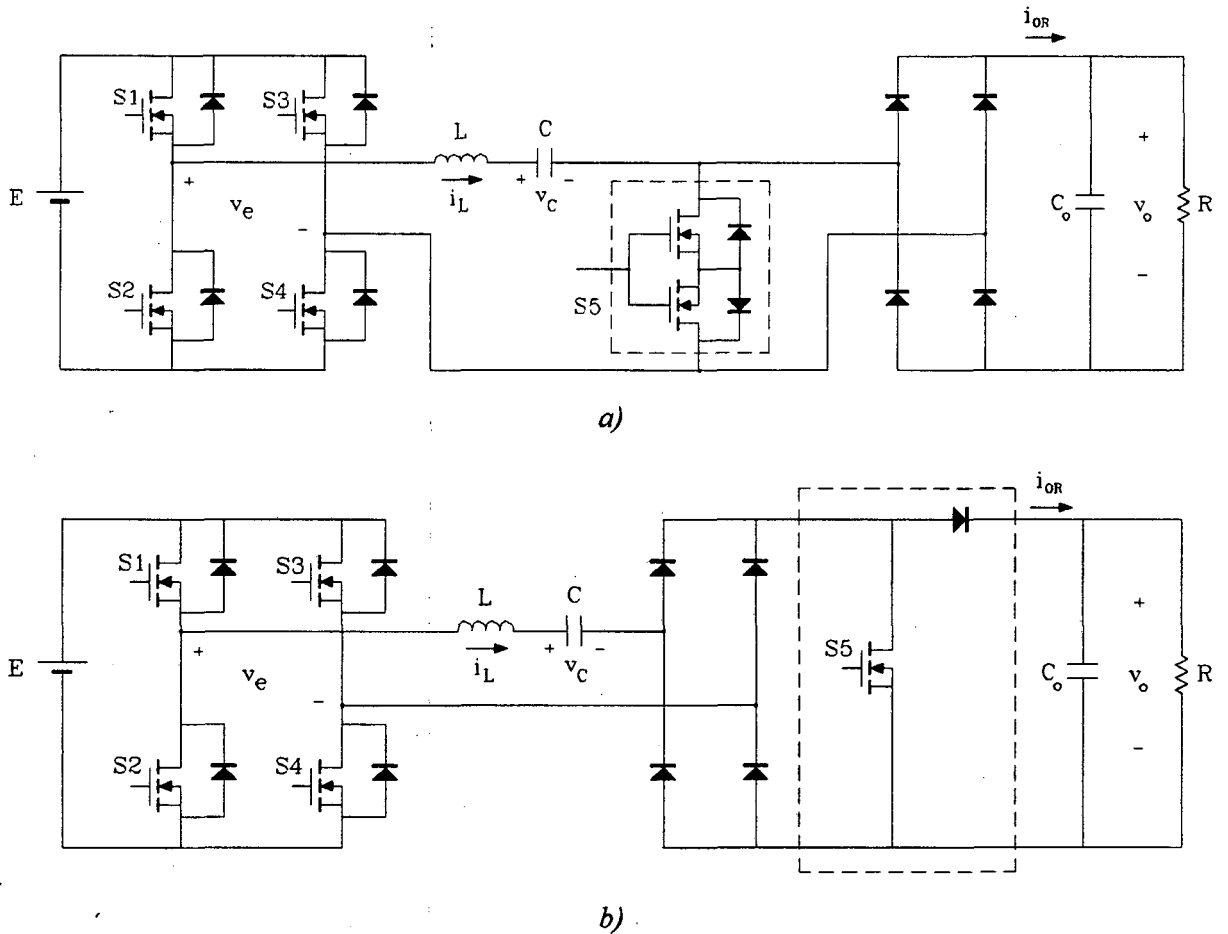 i_OR
S1
S3
L
C
E
+
v_e
-
i_L
+
v_C
-
S2
S4
S5
C_o
+
v_o
-
R
a)
i_OR
S1
S3
L
C
S5
E
+
v_e
-
i_L
+
v_C
-
S2
S4
C_o
+
v_o
-
R
b)